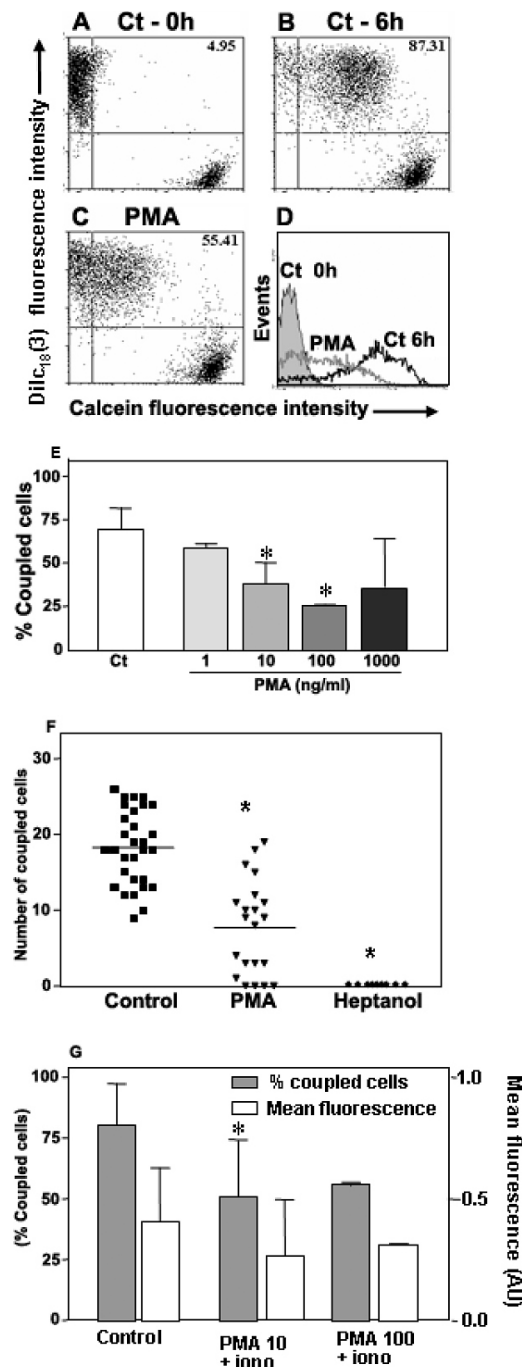 A Ct - 0h
4.95
B Ct - 6h
87.31
C PMA
55.41
D
Ct 0h
PMA
Ct 6h
Events
DiIc18(3) fluorescence intensity
Calcein fluorescence intensity
E
% Coupled cells
100
75
50
25
0
*
*
Ct
1
10
100
1000
PMA (ng/ml)
F
Number of coupled cells
30
20
10
0
*
*
Control
PMA
Heptanol
G
(% Coupled cells)
100
75
50
25
0
% coupled cells
Mean fluorescence
*
1.0
0.5
0.0
Mean fluorescence (AU)
Control
PMA 10 + iono
PMA 100 + iono